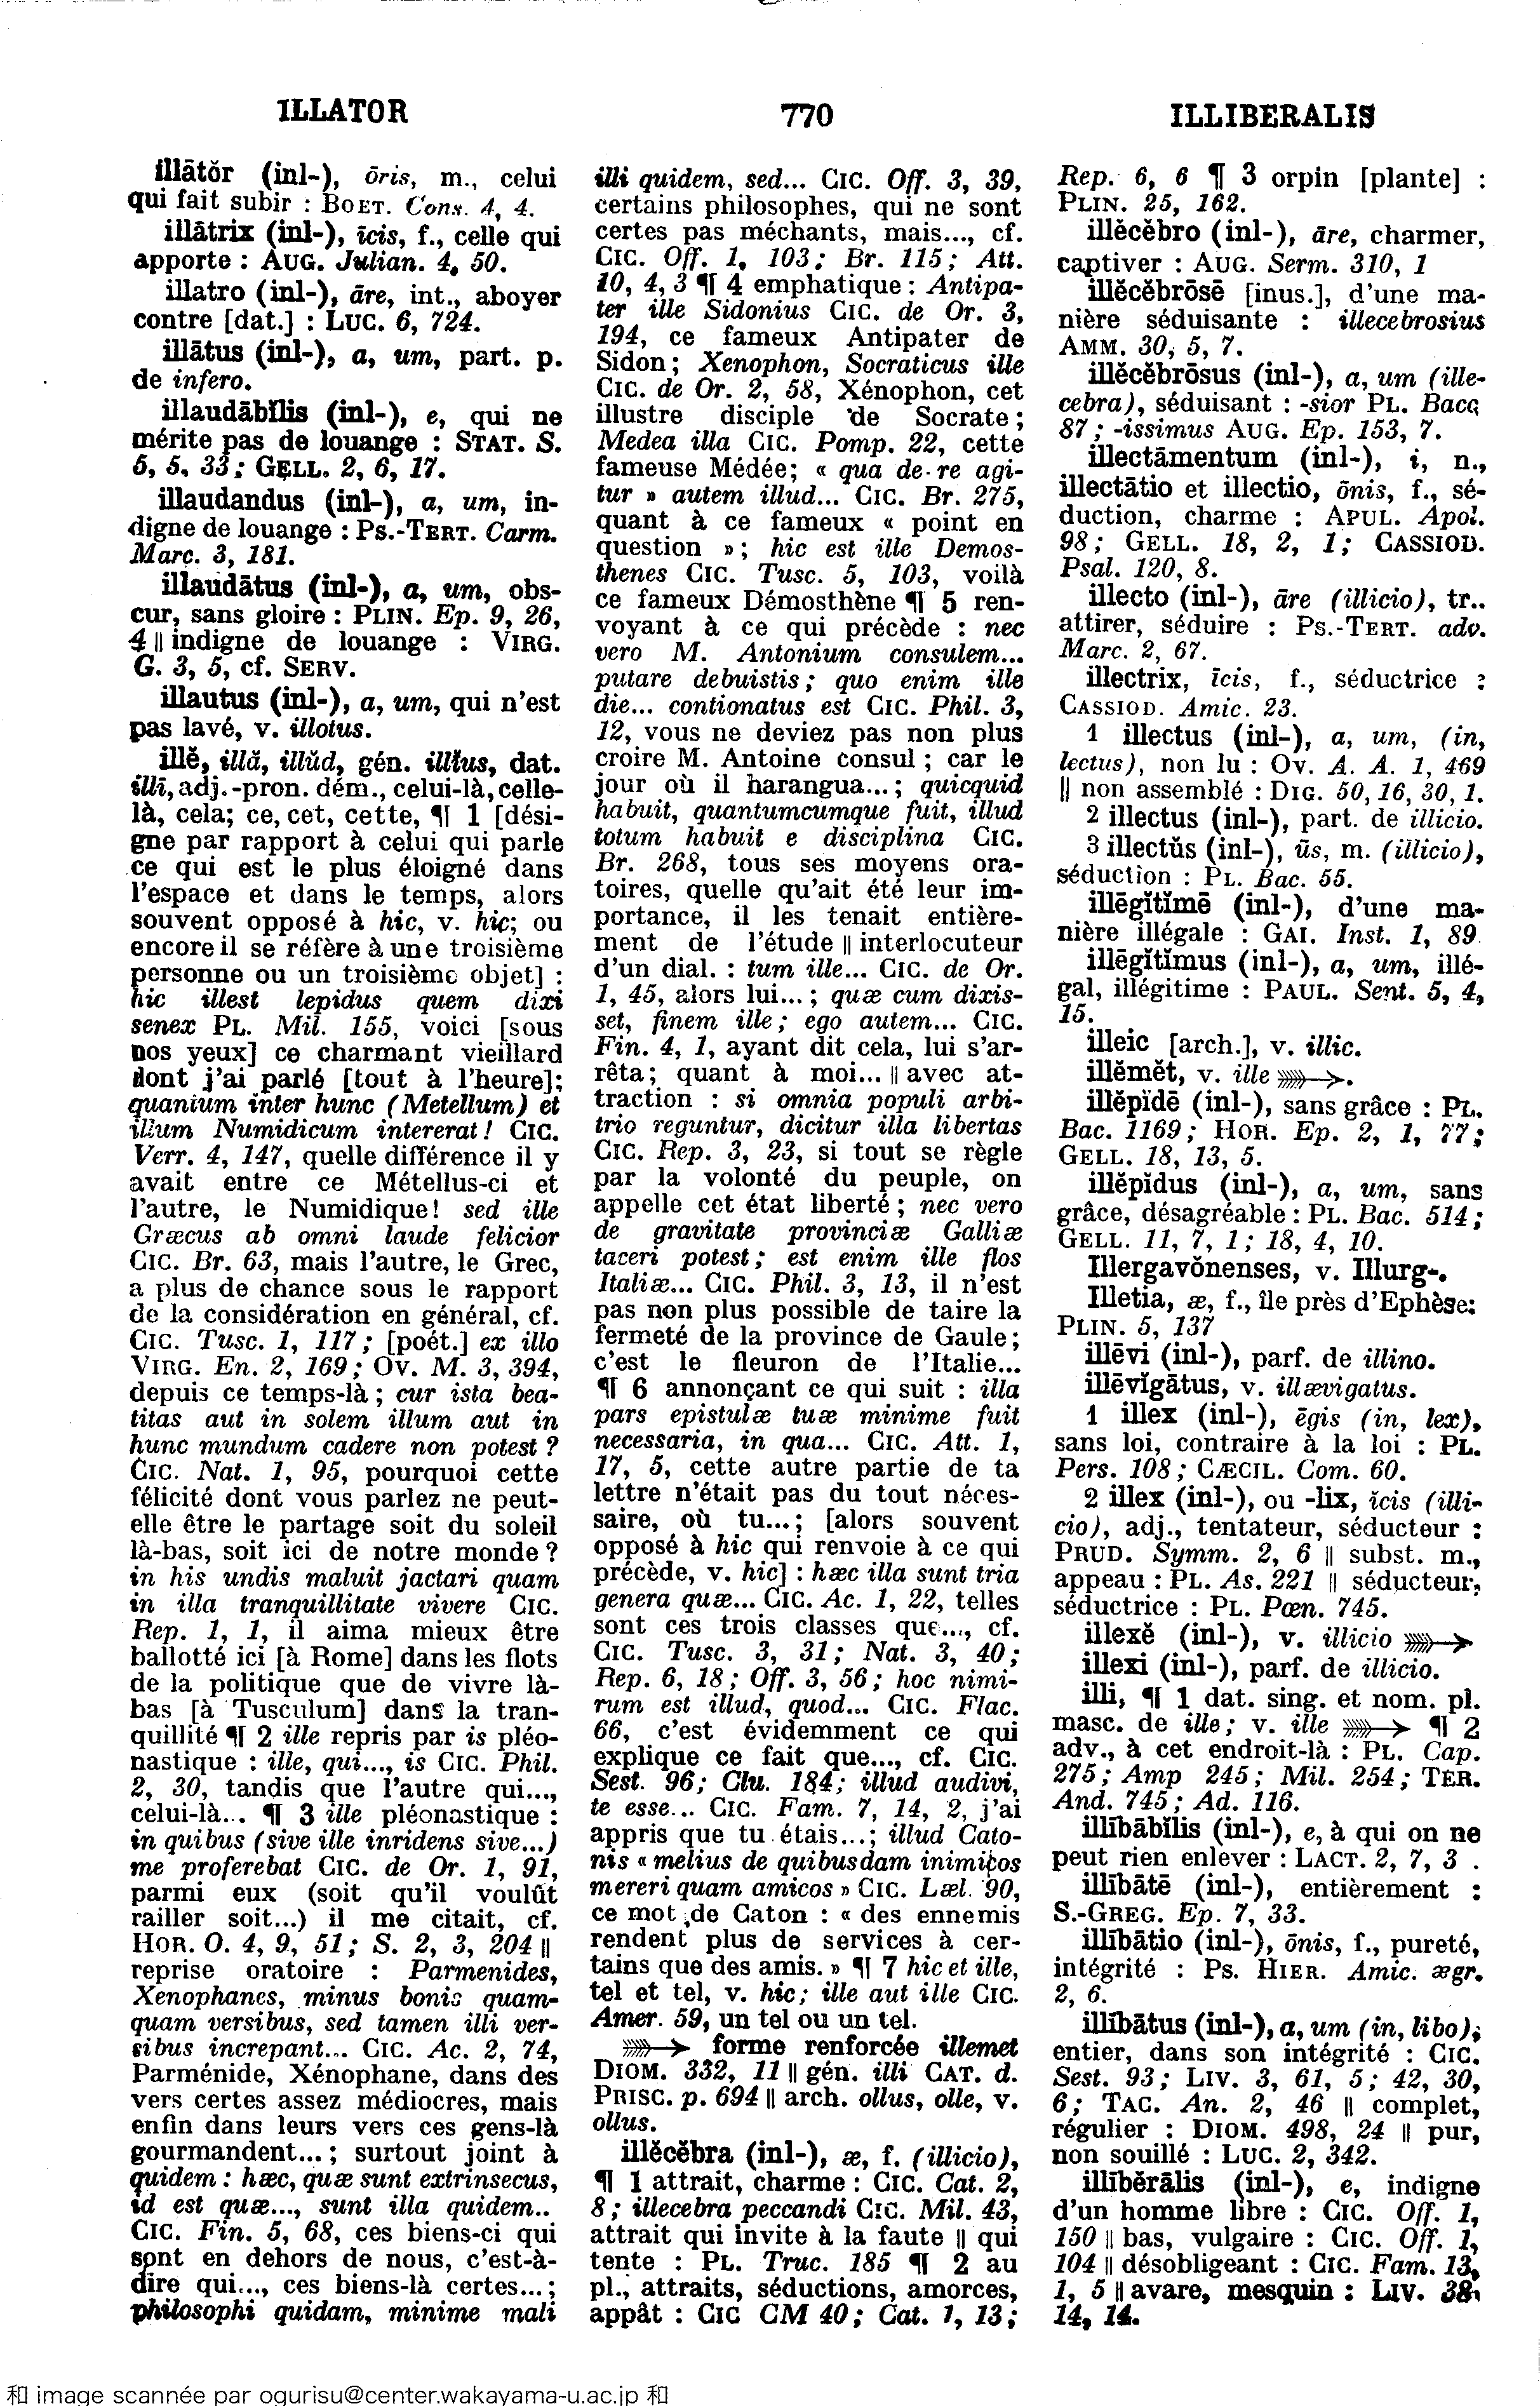 ILLATOR
770
ILLIBERALIS
illātŏr (inl-), ōris, m., celui
qui fait subir : BOET. Cons. 4, 4.
illātrix (inl-), īcis, f., celle qui
apporte : AUG. Julian. 4, 50.
illatro (inl-), āre, int., aboyer
contre [dat.] : LUC. 6, 724.
illātus (inl-), a, um, part. p.
de infero.
illaudābĭlis (inl-), e, qui ne
mérite pas de louange : STAT. S.
5, 5, 33 ; GELL. 2, 6, 17.
illaudandus (inl-), a, um, in-
digne de louange : Ps.-TERT. Carm.
Marc. 3, 181.
illaudātus (inl-), a, um, obs-
cur, sans gloire : PLIN. Ep. 9, 26,
4 || indigne de louange : VIRG.
G. 3, 5, cf. SERV.
illautus (inl-), a, um, qui n'est
pas lavé, v. illotus.
illĕ, illă, illŭd, gén. illīus, dat.
illī, adj.-pron. dém., celui-là, celle-
là, cela; ce, cet, cette, ¶ 1 [dési-
gne par rapport à celui qui parle
ce qui est le plus éloigné dans
l'espace et dans le temps, alors
souvent opposé à hic, v. hic; ou
encore il se réfère à une troisième
personne ou un troisième objet] :
hic illest lepidus quem dixi
senex PL. Mil. 155, voici [sous
nos yeux] ce charmant vieillard
dont j'ai parlé [tout à l'heure];
quantum inter hunc (Metellum) et
illum Numidicum intererat ! CIC.
Verr. 4, 147, quelle différence il y
avait entre ce Métellus-ci et
l'autre, le Numidique! sed ille
Græcus ab omni laude felicior
CIC. Br. 63, mais l'autre, le Grec,
a plus de chance sous le rapport
de la considération en général, cf.
CIC. Tusc. 1, 117 ; [poét.] ex illo
VIRG. En. 2, 169 ; OV. M. 3, 394,
depuis ce temps-là ; cur ista bea-
titas aut in solem illum aut in
hunc mundum cadere non potest ?
CIC. Nat. 1, 95, pourquoi cette
félicité dont vous parlez ne peut-
elle être le partage soit du soleil
là-bas, soit ici de notre monde ?
in his undis maluit jactari quam
in illa tranquillitate vivere CIC.
Rep. 1, 1, il aima mieux être
ballotté ici [à Rome] dans les flots
de la politique que de vivre là-
bas [à Tusculum] dans la tran-
quillité ¶ 2 ille repris par is pléo-
nastique : ille, qui..., is CIC. Phil.
2, 30, tandis que l'autre qui...,
celui-là... ¶ 3 ille pléonastique :
in quibus (sive ille inridens sive...)
me proferebat CIC. de Or. 1, 91,
parmi eux (soit qu'il voulût
railler soit...) il me citait, cf.
HOR. O. 4, 9, 51 ; S. 2, 3, 204 ||
reprise oratoire : Parmenides,
Xenophanes, minus bonis quam-
quam versibus, sed tamen illi ver-
sibus increpant... CIC. Ac. 2, 74,
Parménide, Xénophane, dans des
vers certes assez médiocres, mais
enfin dans leurs vers ces gens-là
gourmandent... ; surtout joint à
quidem : hæc, quæ sunt extrinsecus,
id est quæ..., sunt illa quidem..
CIC. Fin. 5, 68, ces biens-ci qui
sont en dehors de nous, c'est-à-
dire qui..., ces biens-là certes... ;
philosophi quidam, minime mali
illi quidem, sed... CIC. Off. 3, 39,
certains philosophes, qui ne sont
certes pas méchants, mais..., cf.
CIC. Off. 1, 103 ; Br. 115 ; Att.
10, 4, 3 ¶ 4 emphatique : Antipa-
ter ille Sidonius CIC. de Or. 3,
194, ce fameux Antipater de
Sidon ; Xenophon, Socraticus ille
CIC. de Or. 2, 58, Xénophon, cet
illustre disciple de Socrate ;
Medea illa CIC. Pomp. 22, cette
fameuse Médée; « qua de re agi-
tur » autem illud... CIC. Br. 275,
quant à ce fameux « point en
question » ; hic est ille Demos-
thenes CIC. Tusc. 5, 103, voilà
ce fameux Démosthène ¶ 5 ren-
voyant à ce qui précède : nec
vero M. Antonium consulem...
putare debuistis ; quo enim ille
die... contionatus est CIC. Phil. 3,
12, vous ne deviez pas non plus
croire M. Antoine consul ; car le
jour où il harangua... ; quicquid
habuit, quantumcumque fuit, illud
totum habuit e disciplina CIC.
Br. 268, tous ses moyens ora-
toires, quelle qu'ait été leur im-
portance, il les tenait entière-
ment de l'étude || interlocuteur
d'un dial. : tum ille... CIC. de Or.
1, 45, alors lui... ; quæ cum dixis-
set, finem ille ; ego autem... CIC.
Fin. 4, 1, ayant dit cela, lui s'ar-
rêta ; quant à moi... || avec at-
traction : si omnia populi arbi-
trio reguntur, dicitur illa libertas
CIC. Rep. 3, 23, si tout se règle
par la volonté du peuple, on
appelle cet état liberté ; nec vero
de gravitate provinciæ Galliæ
taceri potest ; est enim ille flos
Italiæ... CIC. Phil. 3, 13, il n'est
pas non plus possible de taire la
fermeté de la province de Gaule ;
c'est le fleuron de l'Italie...
¶ 6 annonçant ce qui suit : illa
pars epistulæ tuæ minime fuit
necessaria, in qua... CIC. Att. 1,
17, 5, cette autre partie de ta
lettre n'était pas du tout néces-
saire, où tu... ; [alors souvent
opposé à hic qui renvoie à ce qui
précède, v. hic] : hæc illa sunt tria
genera quæ... CIC. Ac. 1, 22, telles
sont ces trois classes que..., cf.
CIC. Tusc. 3, 31 ; Nat. 3, 40 ;
Rep. 6, 18 ; Off. 3, 56 ; hoc nimi-
rum est illud, quod... CIC. Flac.
66, c'est évidemment ce qui
explique ce fait que..., cf. CIC.
Sest. 96 ; Clu. 184 ; illud audivi,
te esse... CIC. Fam. 7, 14, 2, j'ai
appris que tu étais... ; illud Cato-
nis « melius de quibusdam inimicos
mereri quam amicos » CIC. Læl. 90,
ce mot de Caton : « des ennemis
rendent plus de services à cer-
tains que des amis. » ¶ 7 hic et ille,
tel et tel, v. hic; ille aut ille CIC.
Amer. 59, un tel ou un tel.
⟶ forme renforcée illemet
DIOM. 332, 11 || gén. illi CAT. d.
PRISC. p. 694 || arch. ollus, olle, v.
ollus.
illĕcĕbra (inl-), æ, f. (illicio),
¶ 1 attrait, charme : CIC. Cat. 2,
8 ; illecebra peccandi CIC. Mil. 43,
attrait qui invite à la faute || qui
tente : PL. Truc. 185 ¶ 2 au
pl., attraits, séductions, amorces,
appât : CIC CM 40 ; Cat. 1, 13 ;
Rep. 6, 6 ¶ 3 orpin [plante] :
PLIN. 25, 162.
illĕcĕbro (inl-), āre, charmer,
captiver : AUG. Serm. 310, 1
illĕcĕbrōsē [inus.], d'une ma-
nière séduisante : illecebrosius
AMM. 30, 5, 7.
illĕcĕbrōsus (inl-), a, um (ille-
cebra), séduisant : -sior PL. Bacc
87 ; -issimus AUG. Ep. 153, 7.
illectāmentum (inl-), i, n.,
illectātio et illectio, ōnis, f., sé-
duction, charme : APUL. Apol.
98 ; GELL. 18, 2, 1 ; CASSIOD.
Psal. 120, 8.
illecto (inl-), āre (illicio), tr..
attirer, séduire : Ps.-TERT. adv.
Marc. 2, 67.
illectrix, īcis, f., séductrice :
CASSIOD. Amic. 23.
1 illectus (inl-), a, um, (in,
lectus), non lu : OV. A. A. 1, 469
|| non assemblé : DIG. 50, 16, 30, 1.
2 illectus (inl-), part. de illicio.
3 illectŭs (inl-), ūs, m. (illicio),
séduction : PL. Bac. 55.
illēgĭtĭmē (inl-), d'une ma-
nière illégale : GAI. Inst. 1, 89
illēgĭtĭmus (inl-), a, um, illé-
gal, illégitime : PAUL. Sent. 5, 4,
15.
illeic [arch.], v. illic.
illĕmĕt, v. ille ⟶.
illĕpĭdē (inl-), sans grâce : PL.
Bac. 1169 ; HOR. Ep. 2, 1, 77 ;
GELL. 18, 13, 5.
illĕpĭdus (inl-), a, um, sans
grâce, désagréable : PL. Bac. 514 ;
GELL. 11, 7, 1 ; 18, 4, 10.
Illergavŏnenses, v. Illurg-.
Illetia, æ, f., île près d'Ephèse:
PLIN. 5, 137
illēvi (inl-), parf. de illino.
illēvĭgātus, v. illævigatus.
1 illex (inl-), ēgis (in, lex),
sans loi, contraire à la loi : PL.
Pers. 108 ; CÆCIL. Com. 60.
2 illex (inl-), ou -lix, ĭcis (illi-
cio), adj., tentateur, séducteur :
PRUD. Symm. 2, 6 || subst. m.,
appeau : PL. As. 221 || séducteur,
séductrice : PL. Pœn. 745.
illexĕ (inl-), v. illicio ⟶
illexi (inl-), parf. de illicio.
illi, ¶ 1 dat. sing. et nom. pl.
masc. de ille ; v. ille ⟶ ¶ 2
adv., à cet endroit-là : PL. Cap.
275 ; Amp 245 ; Mil. 254 ; TER.
And. 745 ; Ad. 116.
illībābĭlis (inl-), e, à qui on ne
peut rien enlever : LACT. 2, 7, 3 .
illībātē (inl-), entièrement :
S.-GREG. Ep. 7, 33.
illībātio (inl-), ōnis, f., pureté,
intégrité : Ps. HIER. Amic. ægr.
2, 6.
illībātus (inl-), a, um (in, libo),
entier, dans son intégrité : CIC.
Sest. 93 ; LIV. 3, 61, 5 ; 42, 30,
6 ; TAC. An. 2, 46 || complet,
régulier : DIOM. 498, 24 || pur,
non souillé : LUC. 2, 342.
illībĕrālis (inl-), e, indigne
d'un homme libre : CIC. Off. 1,
150 || bas, vulgaire : CIC. Off. 1,
104 || désobligeant : CIC. Fam. 13,
1, 5 || avare, mesquin : LIV. 38,
14, 14.
和 image scannée par ogurisu@center.wakayama-u.ac.jp 和